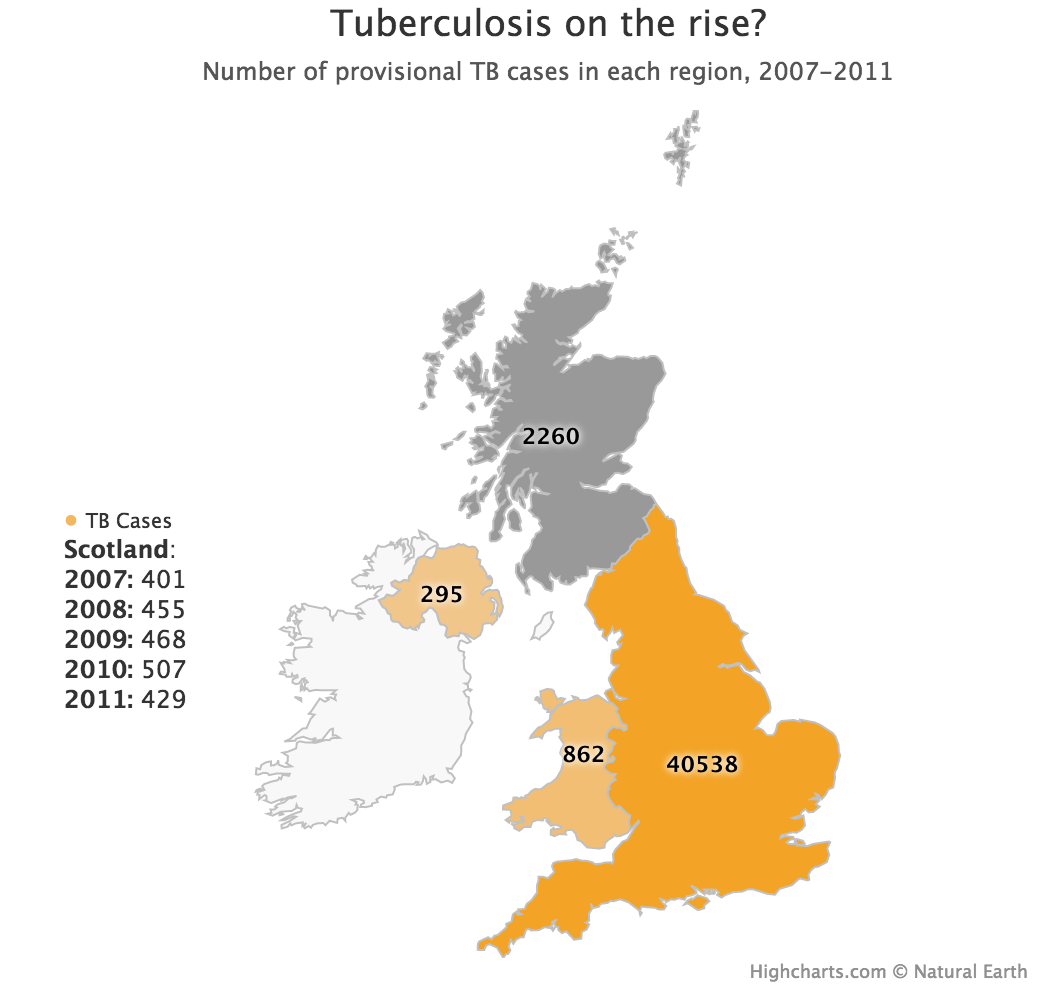 Tuberculosis on the rise?
Number of provisional TB cases in each region, 2007-2011
2260
TB Cases
Scotland:
2007: 401
2008: 455
2009: 468
2010: 507
2011: 429
295
862
40538
Highcharts.com © Natural Earth